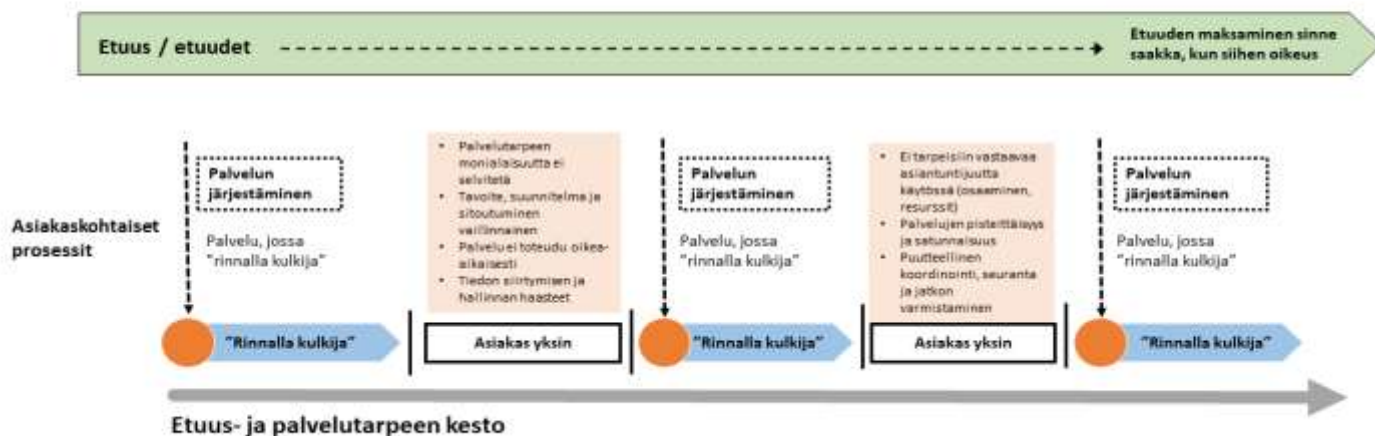 Etuus / etuudet
Etuuden maksaminen sinne
saakka, kun siihen oikeus
Asiakaskohtaiset
prosessit
Palvelun
järjestäminen
Palvelu, jossa
"rinnalla kulkija"
"Rinnalla kulkija"
• Palvelutarpeen
monialaisuutta ei
selvitetä
• Tavoite, suunnitelma ja
sitoutuminen
vaillinnainen
• Palvelu ei toteudu oikea-
aikaisesti
• Tiedon siirtymisen ja
hallinnan haasteet
Asiakas yksin
Palvelun
järjestäminen
Palvelu, jossa
"rinnalla kulkija"
"Rinnalla kulkija"
• Ei tarpeisiin vastaavaa
asiantuntijuutta
käytössä (osaaminen,
resurssit)
• Palvelujen pisteittäisyys
ja satunnaisuus
• Puutteellinen
koordinointi, seuranta
ja jatkon
varmistaminen
Asiakas yksin
Palvelun
järjestäminen
Palvelu, jossa
"rinnalla kulkija"
"Rinnalla kulkija"
Etuus- ja palvelutarpeen kesto